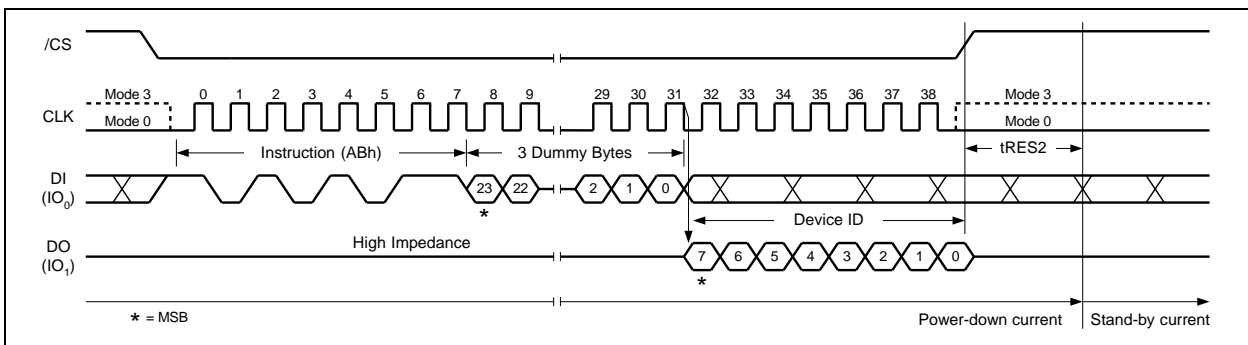 /CS
Mode 3 0 1 2 3 4 5 6 7 8 9 29 30 31 32 33 34 35 36 37 38 Mode 3
CLK
Mode 0 Mode 0
Instruction (ABh) 3 Dummy Bytes tRES2
DI
(IO0)
23 22 2 1 0
*
Device ID
High Impedance
DO
(IO1)
7 6 5 4 3 2 1 0
*
* = MSB
Power-down current Stand-by current